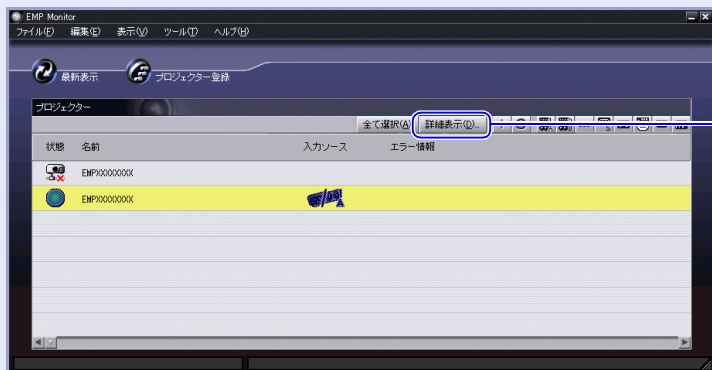 EMP Monitor
ファイル(F) 編集(E) 表示(V) ツール(T) ヘルプ(H)
最新表示 プロジェクター登録
プロジェクター
全て選択(A) 詳細表示(D)..
状態 名前 入力ソース エラー情報
EMPXXXXXXXX
EMPXXXXXXXX